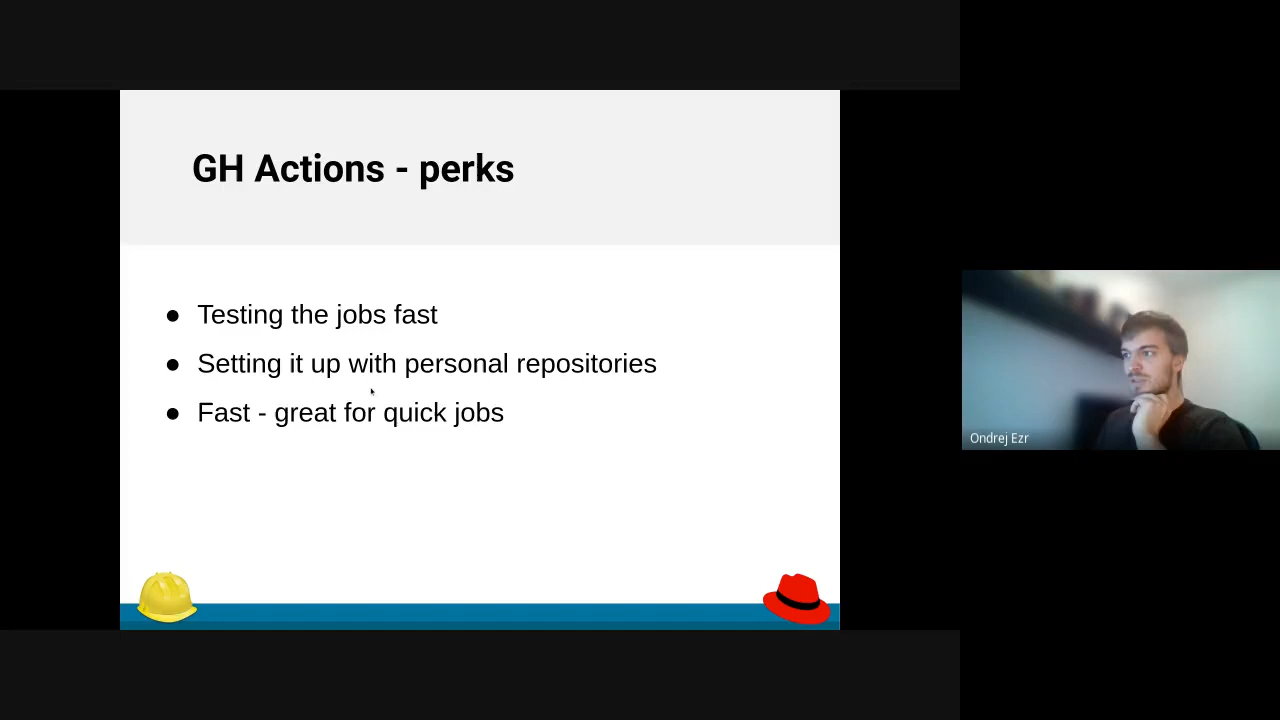 GH Actions - perks
● Testing the jobs fast
● Setting it up with personal repositories
● Fast - great for quick jobs
Ondrej Ezr